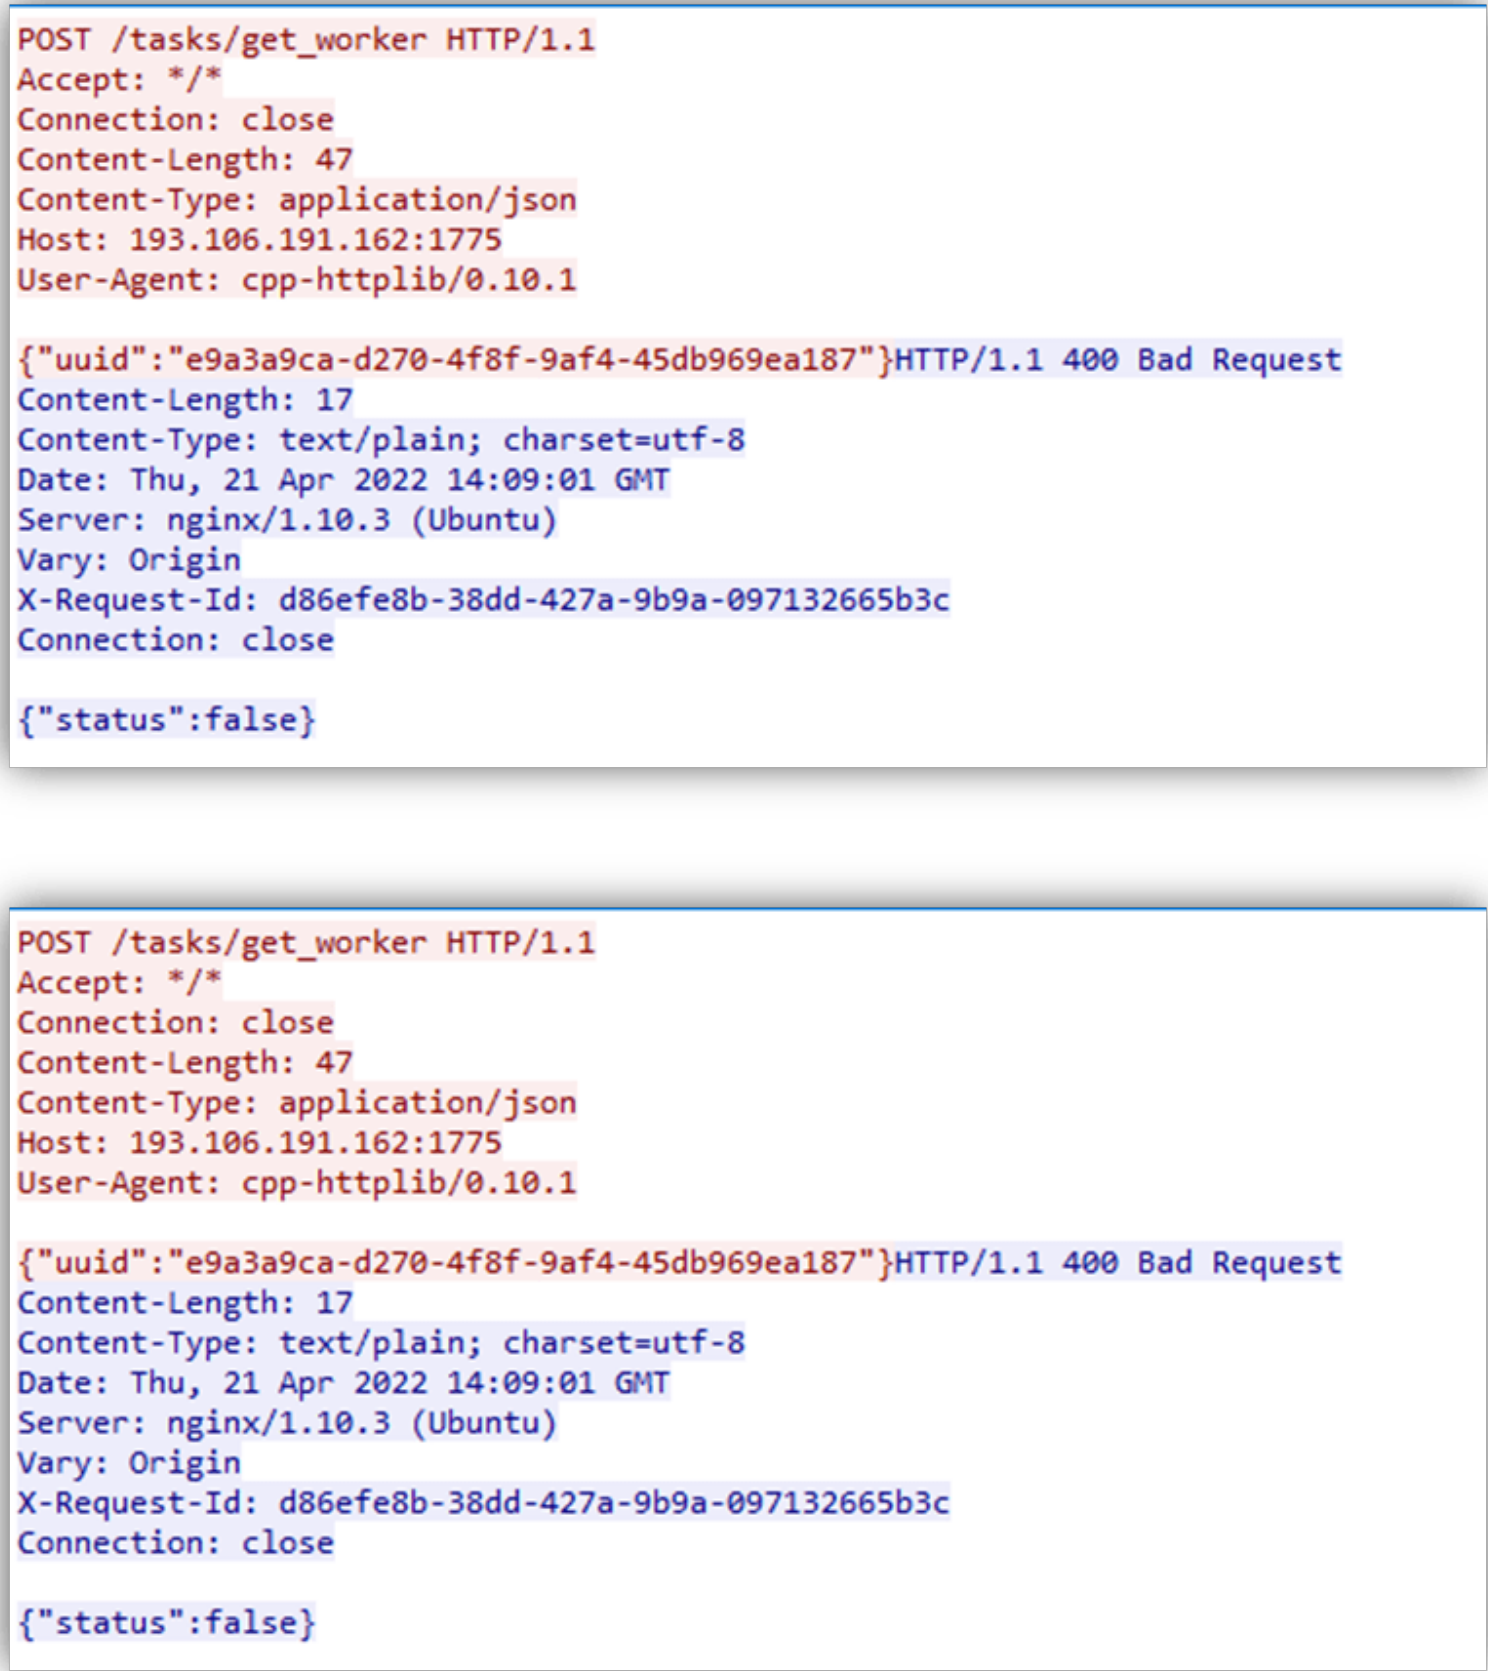 POST /tasks/get_worker HTTP/1.1
Accept: */*
Connection: close
Content-Length: 47
Content-Type: application/json
Host: 193.106.191.162:1775
User-Agent: cpp-httplib/0.10.1
{"uuid":"e9a3a9ca-d270-4f8f-9af4-45db969ea187"}HTTP/1.1 400 Bad Request
Content-Length: 17
Content-Type: text/plain; charset=utf-8
Date: Thu, 21 Apr 2022 14:09:01 GMT
Server: nginx/1.10.3 (Ubuntu)
Vary: Origin
X-Request-Id: d86efe8b-38dd-427a-9b9a-097132665b3c
Connection: close
{"status":false}
POST /tasks/get_worker HTTP/1.1
Accept: */*
Connection: close
Content-Length: 47
Content-Type: application/json
Host: 193.106.191.162:1775
User-Agent: cpp-httplib/0.10.1
{"uuid":"e9a3a9ca-d270-4f8f-9af4-45db969ea187"}HTTP/1.1 400 Bad Request
Content-Length: 17
Content-Type: text/plain; charset=utf-8
Date: Thu, 21 Apr 2022 14:09:01 GMT
Server: nginx/1.10.3 (Ubuntu)
Vary: Origin
X-Request-Id: d86efe8b-38dd-427a-9b9a-097132665b3c
Connection: close
{"status":false}